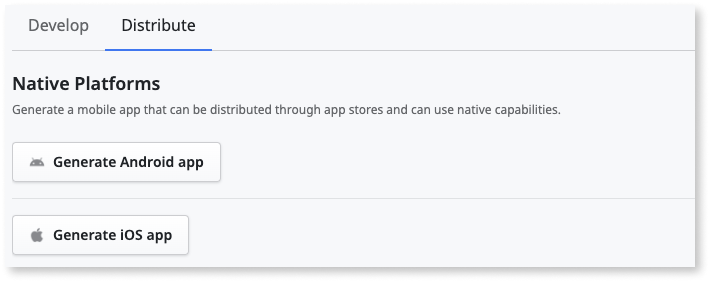 Develop Distribute
Native Platforms
Generate a mobile app that can be distributed through app stores and can use native capabilities.
Generate Android app
Generate iOS app